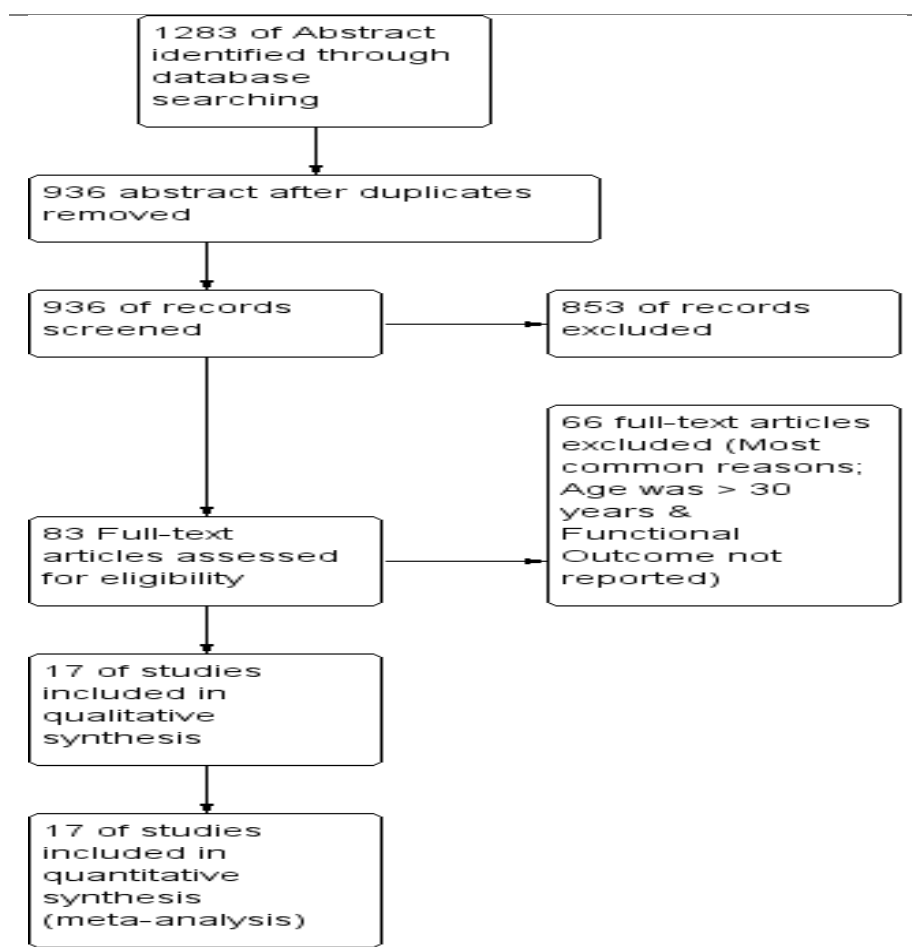 1283 of Abstract
identified through
database
searching
936 abstract after duplicates
removed
936 of records
screened
853 of records
excluded
66 full-text articles
excluded (Most
common reasons;
Age was > 30
years &
Functional
Outcome not
reported)
83 Full-text
articles assessed
for eligibility
17 of studies
included in
qualitative
synthesis
17 of studies
included in
quantitative
synthesis
(meta-analysis)